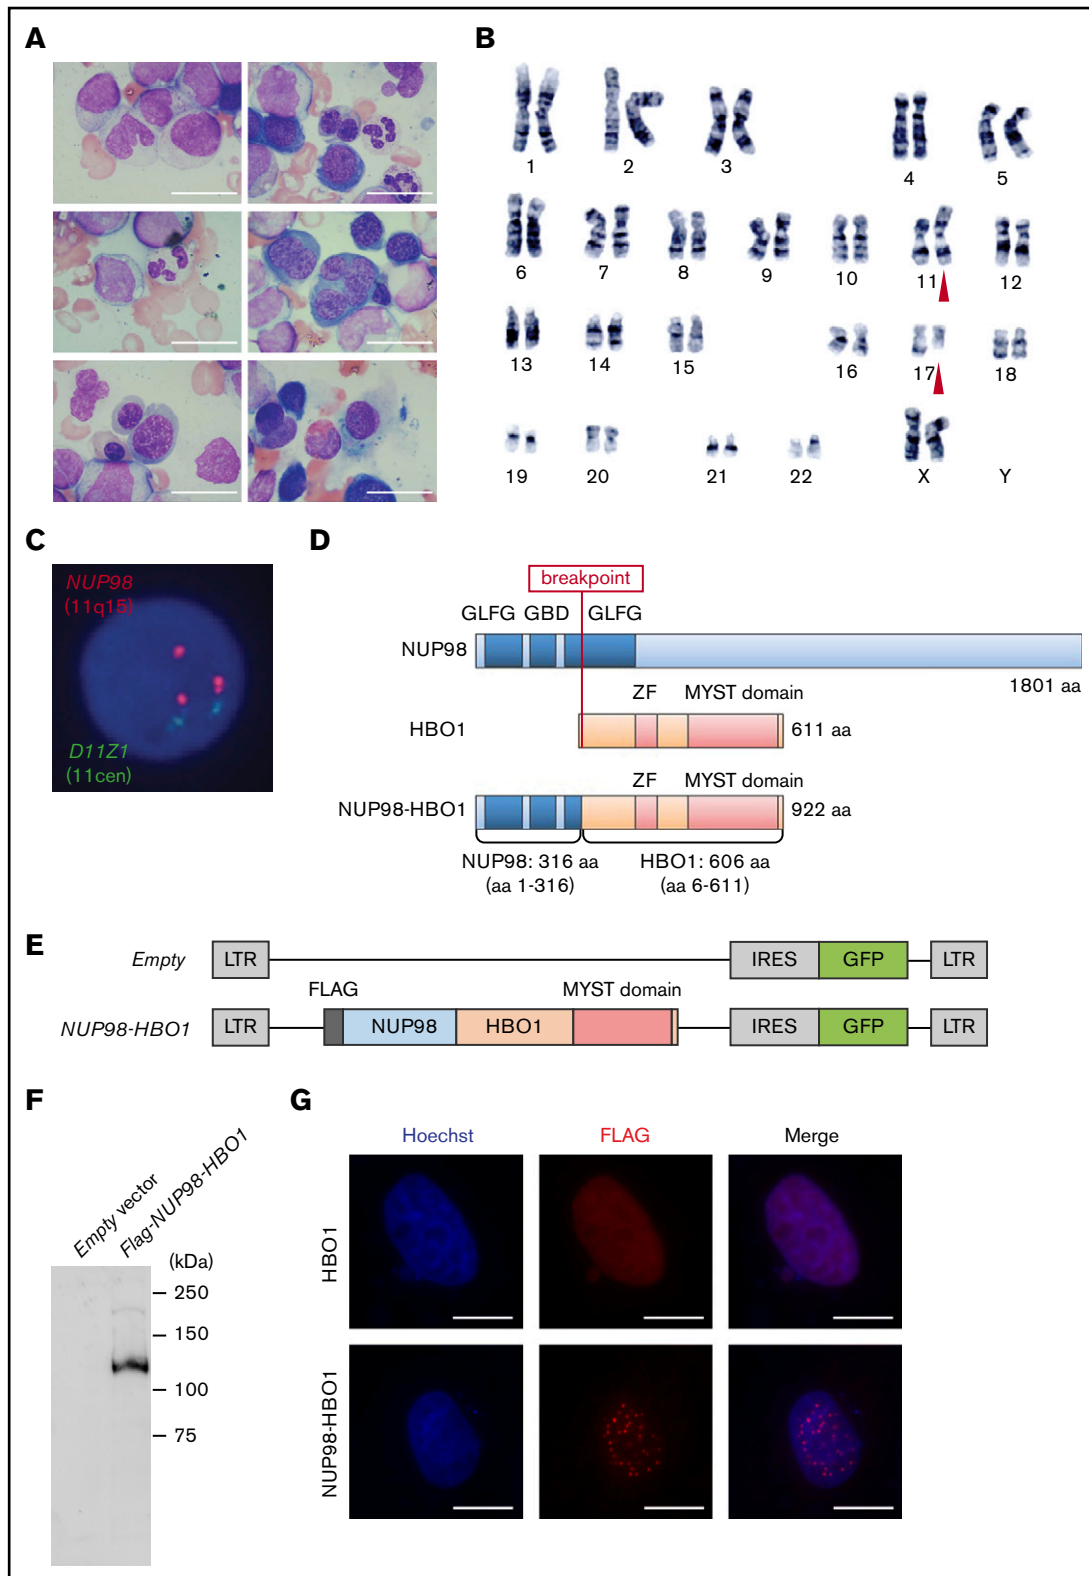 A
B
1 2 3 4 5
6 7 8 9 10 11 12
13 14 15 16 17 18
19 20 21 22 X Y
C
NUP98
(11q15)
D11Z1
(11cen)
D
breakpoint
GLFG GBD GLFG
NUP98
1801 aa
ZF MYST domain
HBO1
611 aa
ZF MYST domain
NUP98-HBO1
922 aa
NUP98: 316 aa
(aa 1-316)
HBO1: 606 aa
(aa 6-611)
E
Empty
LTR IRES GFP LTR
FLAG MYST domain
NUP98-HBO1
LTR NUP98 HBO1 IRES GFP LTR
F
Empty vector
Flag-NUP98-HBO1
(kDa)
250
150
100
75
G
Hoechst FLAG Merge
HBO1
NUP98-HBO1